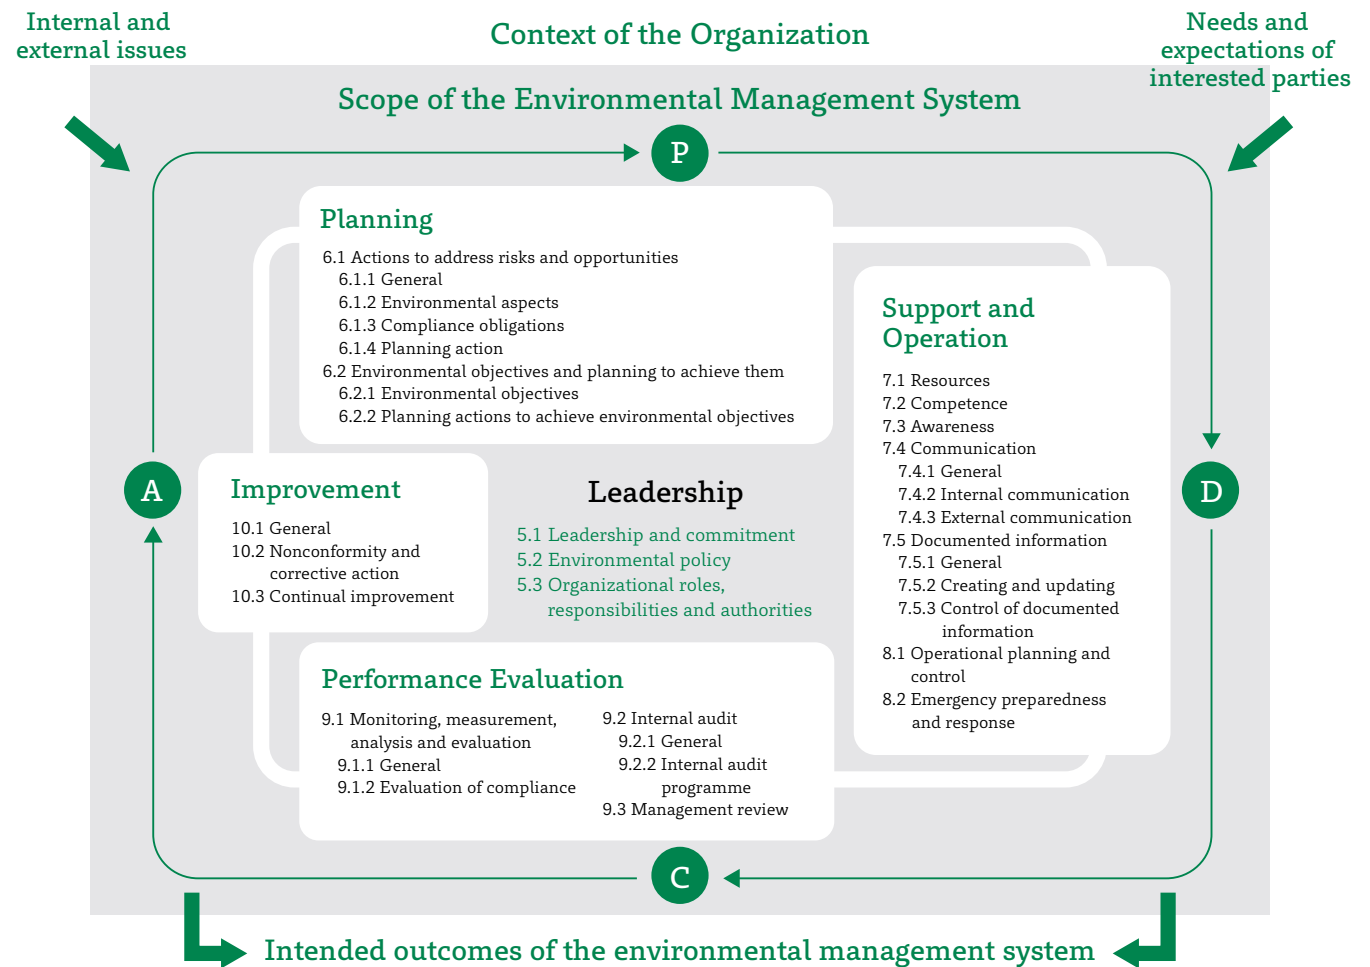 Internal and
external issues
Context of the Organization
Needs and
expectations of
interested parties
Scope of the Environmental Management System
P
Planning
6.1 Actions to address risks and opportunities
6.1.1 General
6.1.2 Environmental aspects
6.1.3 Compliance obligations
6.1.4 Planning action
6.2 Environmental objectives and planning to achieve them
6.2.1 Environmental objectives
6.2.2 Planning actions to achieve environmental objectives
Support and
Operation
7.1 Resources
7.2 Competence
7.3 Awareness
7.4 Communication
7.4.1 General
7.4.2 Internal communication
7.4.3 External communication
7.5 Documented information
7.5.1 General
7.5.2 Creating and updating
7.5.3 Control of documented
information
8.1 Operational planning and
control
8.2 Emergency preparedness
and response
D
A
Improvement
10.1 General
10.2 Nonconformity and
corrective action
10.3 Continual improvement
Leadership
5.1 Leadership and commitment
5.2 Environmental policy
5.3 Organizational roles,
responsibilities and authorities
Performance Evaluation
9.1 Monitoring, measurement,
analysis and evaluation
9.1.1 General
9.1.2 Evaluation of compliance
9.2 Internal audit
9.2.1 General
9.2.2 Internal audit
programme
9.3 Management review
C
Intended outcomes of the environmental management system